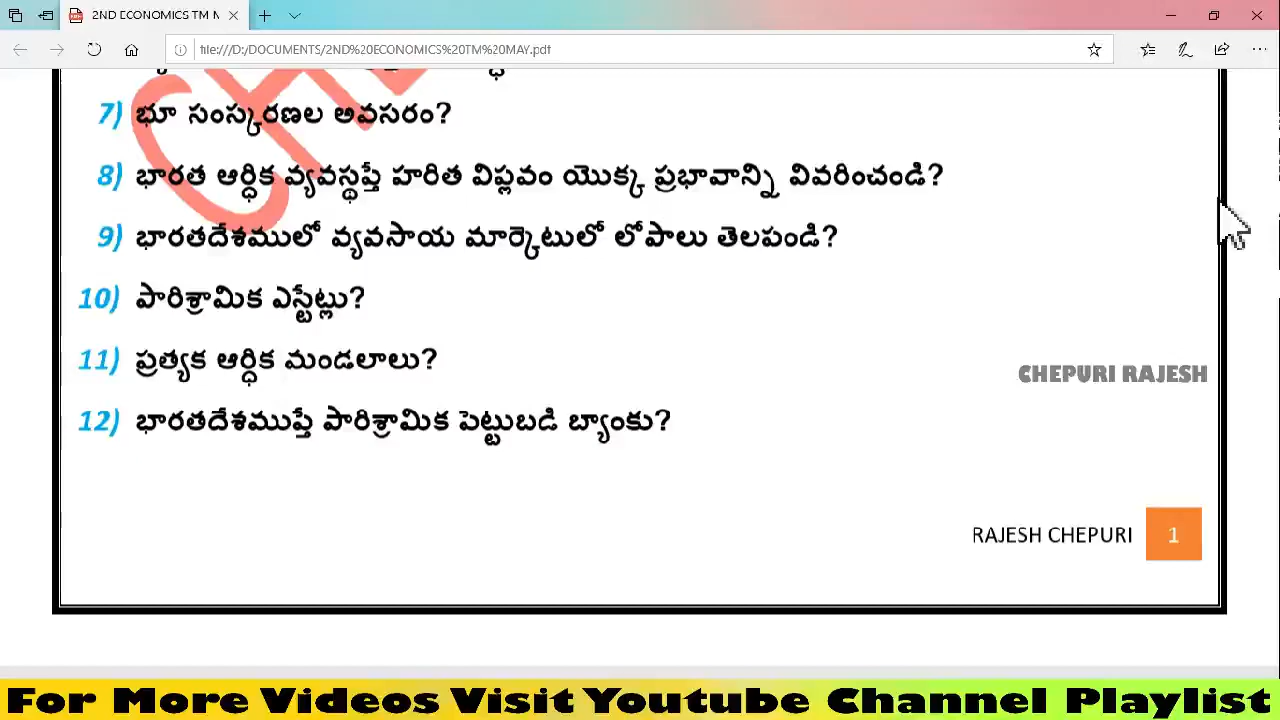 2ND ECONOMICS TM M
file:///D:/DOCUMENTS/2ND%20ECONOMICS%20TM%20MAY.pdf
7) భూ సంస్కరణల అవసరం?
8) భారత ఆర్ధిక వ్యవస్థపై హరిత విప్లవం యొక్క ప్రభావాన్ని వివరించండి?
9) భారతదేశములో వ్యవసాయ మార్కెటులో లోపాలు తెలపండి?
10) పారిశ్రామిక ఎస్టేట్లు?
11) ప్రత్యక ఆర్ధిక మండలాలు?
CHEPURI RAJESH
12) భారతదేశముపై పారిశ్రామిక పెట్టుబడి బ్యాంకు?
RAJESH CHEPURI 1
For More Videos Visit Youtube Channel Playlist